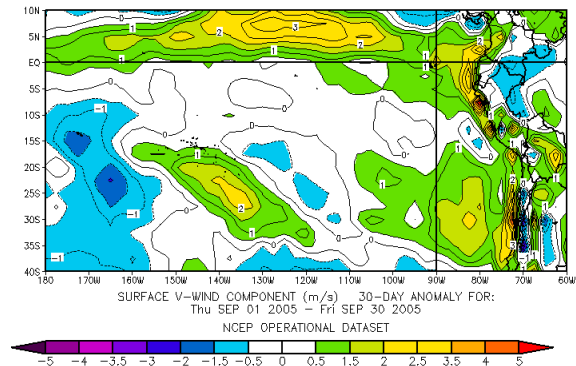 10N
5N
EQ
5S
10S
15S
20S
25S
30S
35S
40S
180 170W 160W 150W 140W 130W 120W 110W 100W 90W 80W 70W 60W
SURFACE V-WIND COMPONENT (m/s) 30-DAY ANOMALY FOR:
Thu SEP 01 2005 — Fri SEP 30 2005
NCEP OPERATIONAL DATASET
-5 -4 -3.5 -3 -2 -1.5 -1 -0.5 0 0.5 1 1.5 2 2.5 3 4 5